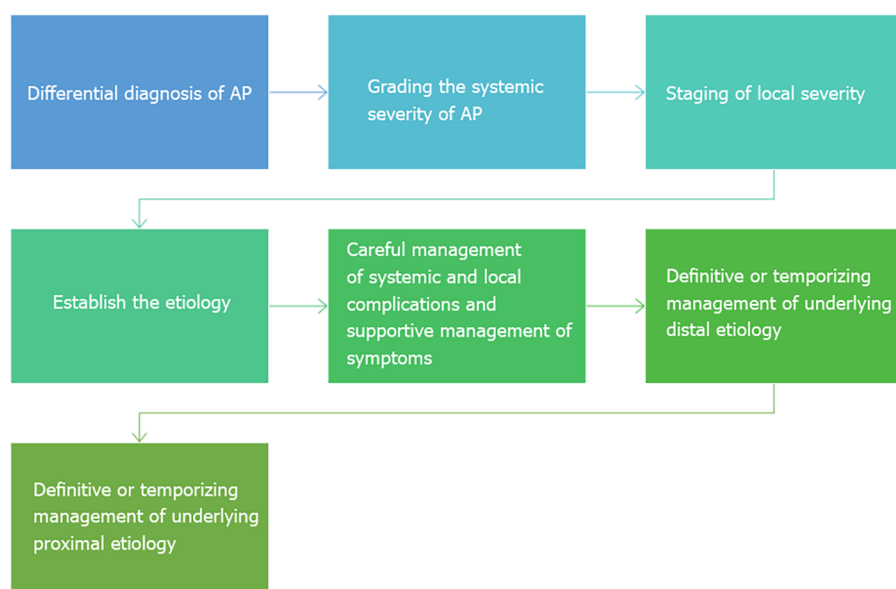 Differential diagnosis of AP
Grading the systemic
severity of AP
Staging of local severity
Establish the etiology
Careful management
of systemic and local
complications and
supportive management of
symptoms
Definitive or temporizing
management of underlying
distal etiology
Definitive or temporizing
management of underlying
proximal etiology